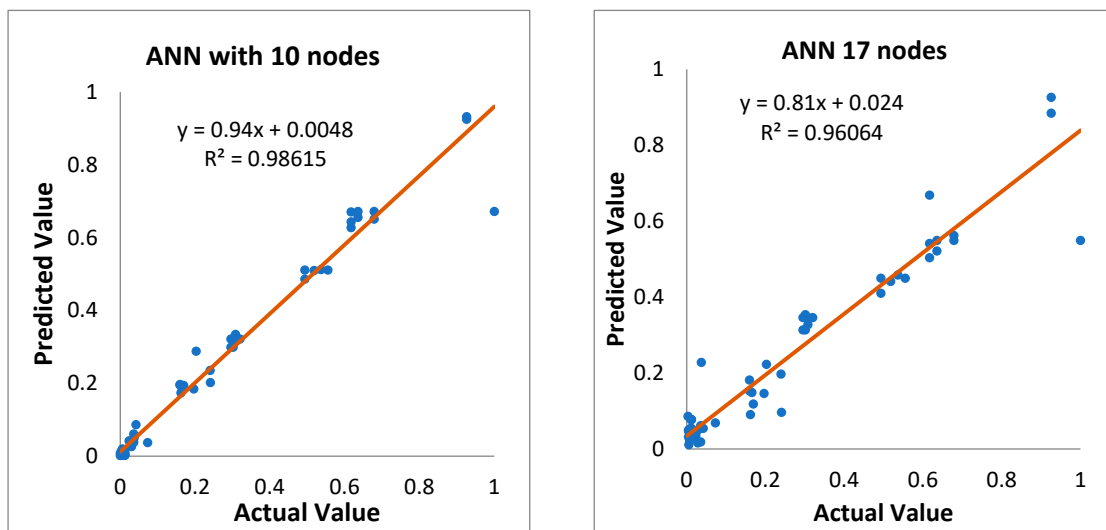 ANN with 10 nodes
y = 0.94x + 0.0048
R² = 0.98615
Predicted Value
1
0.8
0.6
0.4
0.2
0
0 0.2 0.4 0.6 0.8 1
Actual Value
ANN 17 nodes
y = 0.81x + 0.024
R² = 0.96064
Predicted Value
1
0.8
0.6
0.4
0.2
0
0 0.2 0.4 0.6 0.8 1
Actual Value